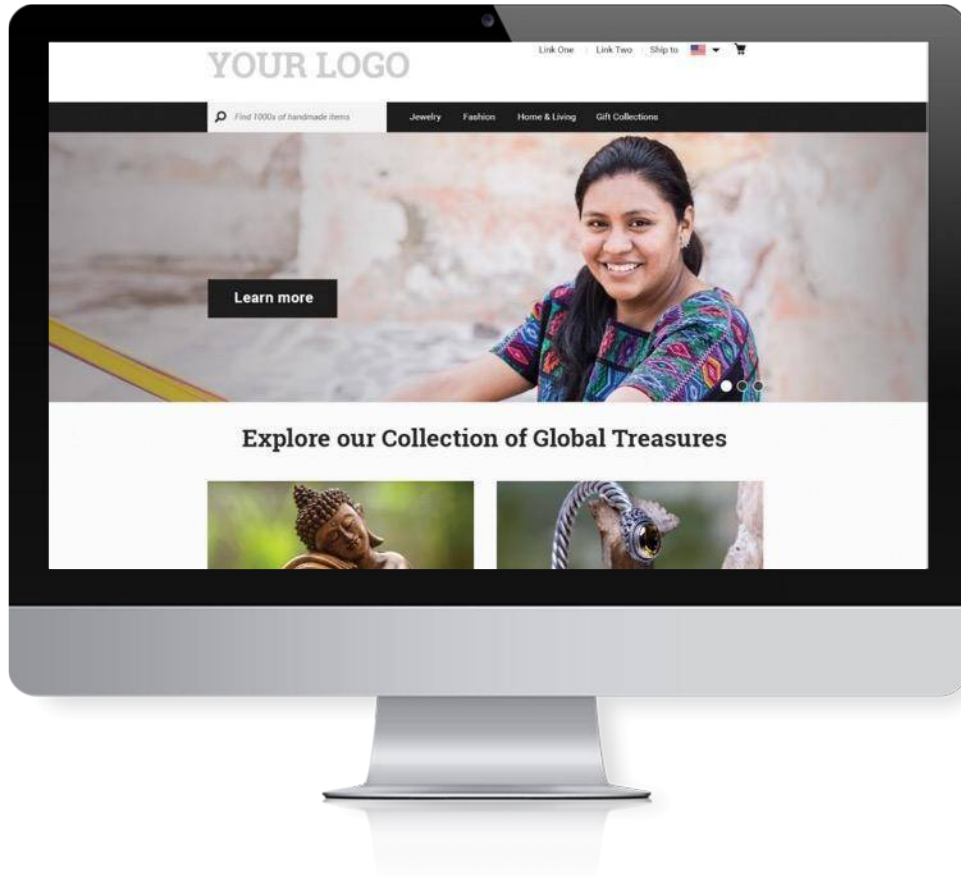 YOUR LOGO
Link One
Link Two
Ship to
Find 1000s of handmade items
Jewelry
Fashion
Home & Living
Gift Collections
Learn more
Explore our Collection of Global Treasures